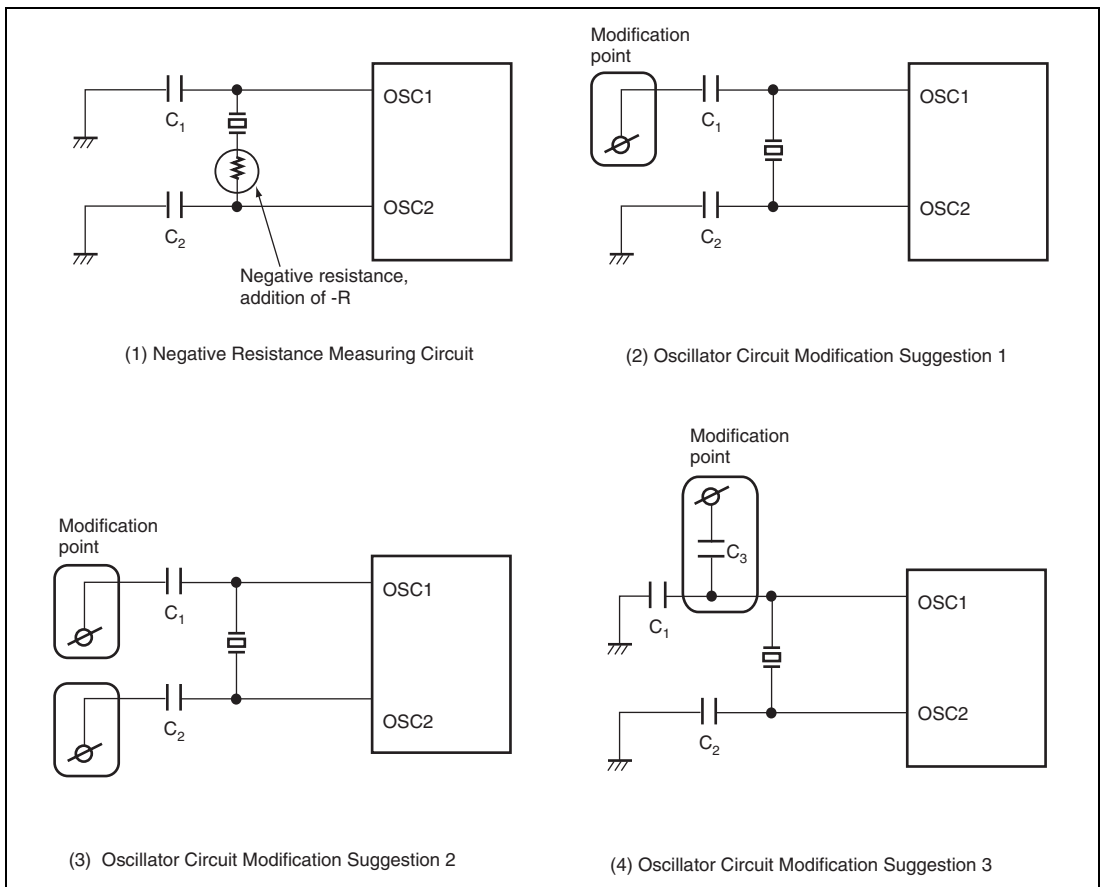 OSC1
C1
OSC2
C2
Negative resistance,
addition of -R
(1) Negative Resistance Measuring Circuit
Modification
point
OSC1
C1
OSC2
C2
(2) Oscillator Circuit Modification Suggestion 1
Modification
point
OSC1
C1
OSC2
C2
(3) Oscillator Circuit Modification Suggestion 2
Modification
point
C3
OSC1
C1
OSC2
C2
(4) Oscillator Circuit Modification Suggestion 3